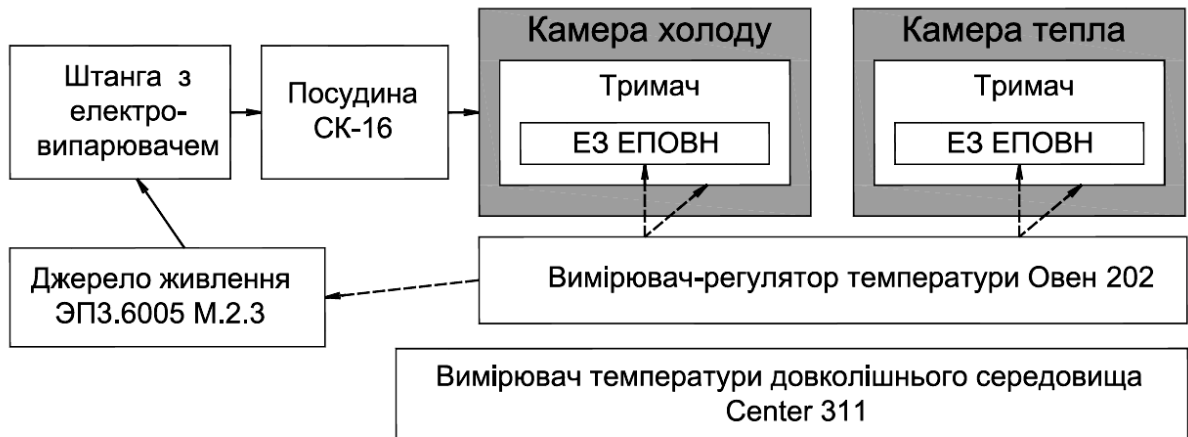 Камера холоду
Камера тепла
Штанга з
електро-
випарювачем
Посудина
СК-16
Тримач
ЕЗ ЕПОВН
Тримач
ЕЗ ЕПОВН
Джерело живлення
ЭПЗ.6005 М.2.3
Вимірювач-регулятор температури Овен 202
Вимірювач температури довколішнього середовища
Center 311